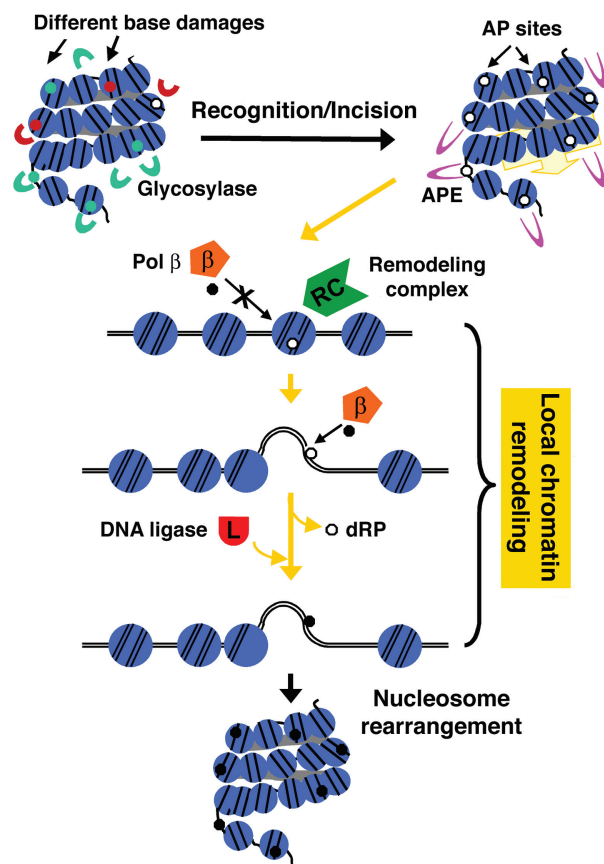 Different base damages
AP sites
Recognition/Incision
Glycosylase
APE
Pol β
β
RC
Remodeling
complex
β
DNA ligase
L
dRP
Local chromatin
remodeling
Nucleosome
rearrangement